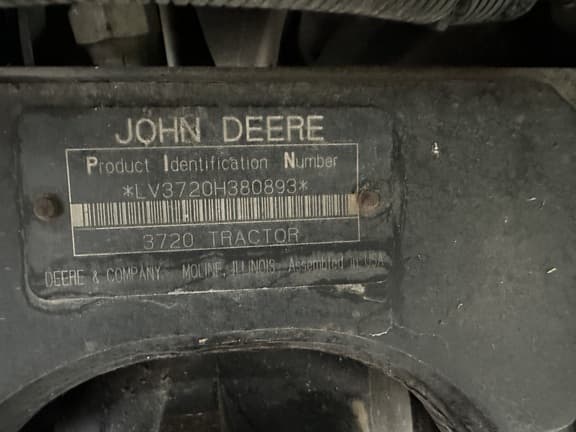 JOHN DEERE
Product Identification Number
*LV3720H380893*
3720 TRACTOR
DEERE & COMPANY MOLINE, ILLINOIS Assembled in USA